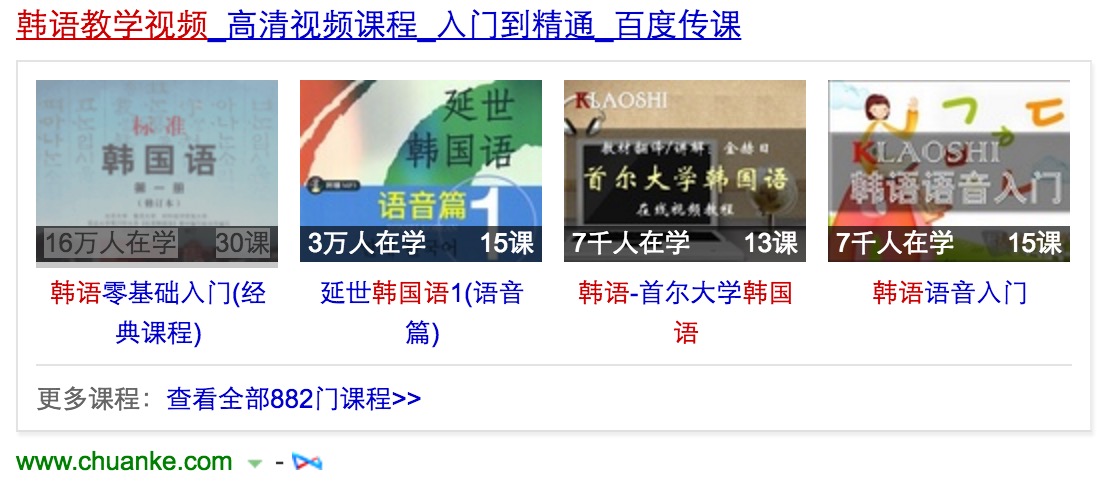 韩语教学视频_高清视频课程_入门到精通_百度传课
标准
韩国语
第一册
(修订本)
16万人在学 30课
延世
韩国语
语音篇1
3万人在学 15课
KLAOSHI
教材翻译/讲解：金赫日
首尔大学韩国语
在线视频教程
7千人在学 13课
KLAOSHI
韩语语音入门
7千人在学 15课
韩语零基础入门(经
典课程)
延世韩国语1(语音
篇)
韩语-首尔大学韩国
语
韩语语音入门
更多课程：查看全部882门课程>>
www.chuanke.com -